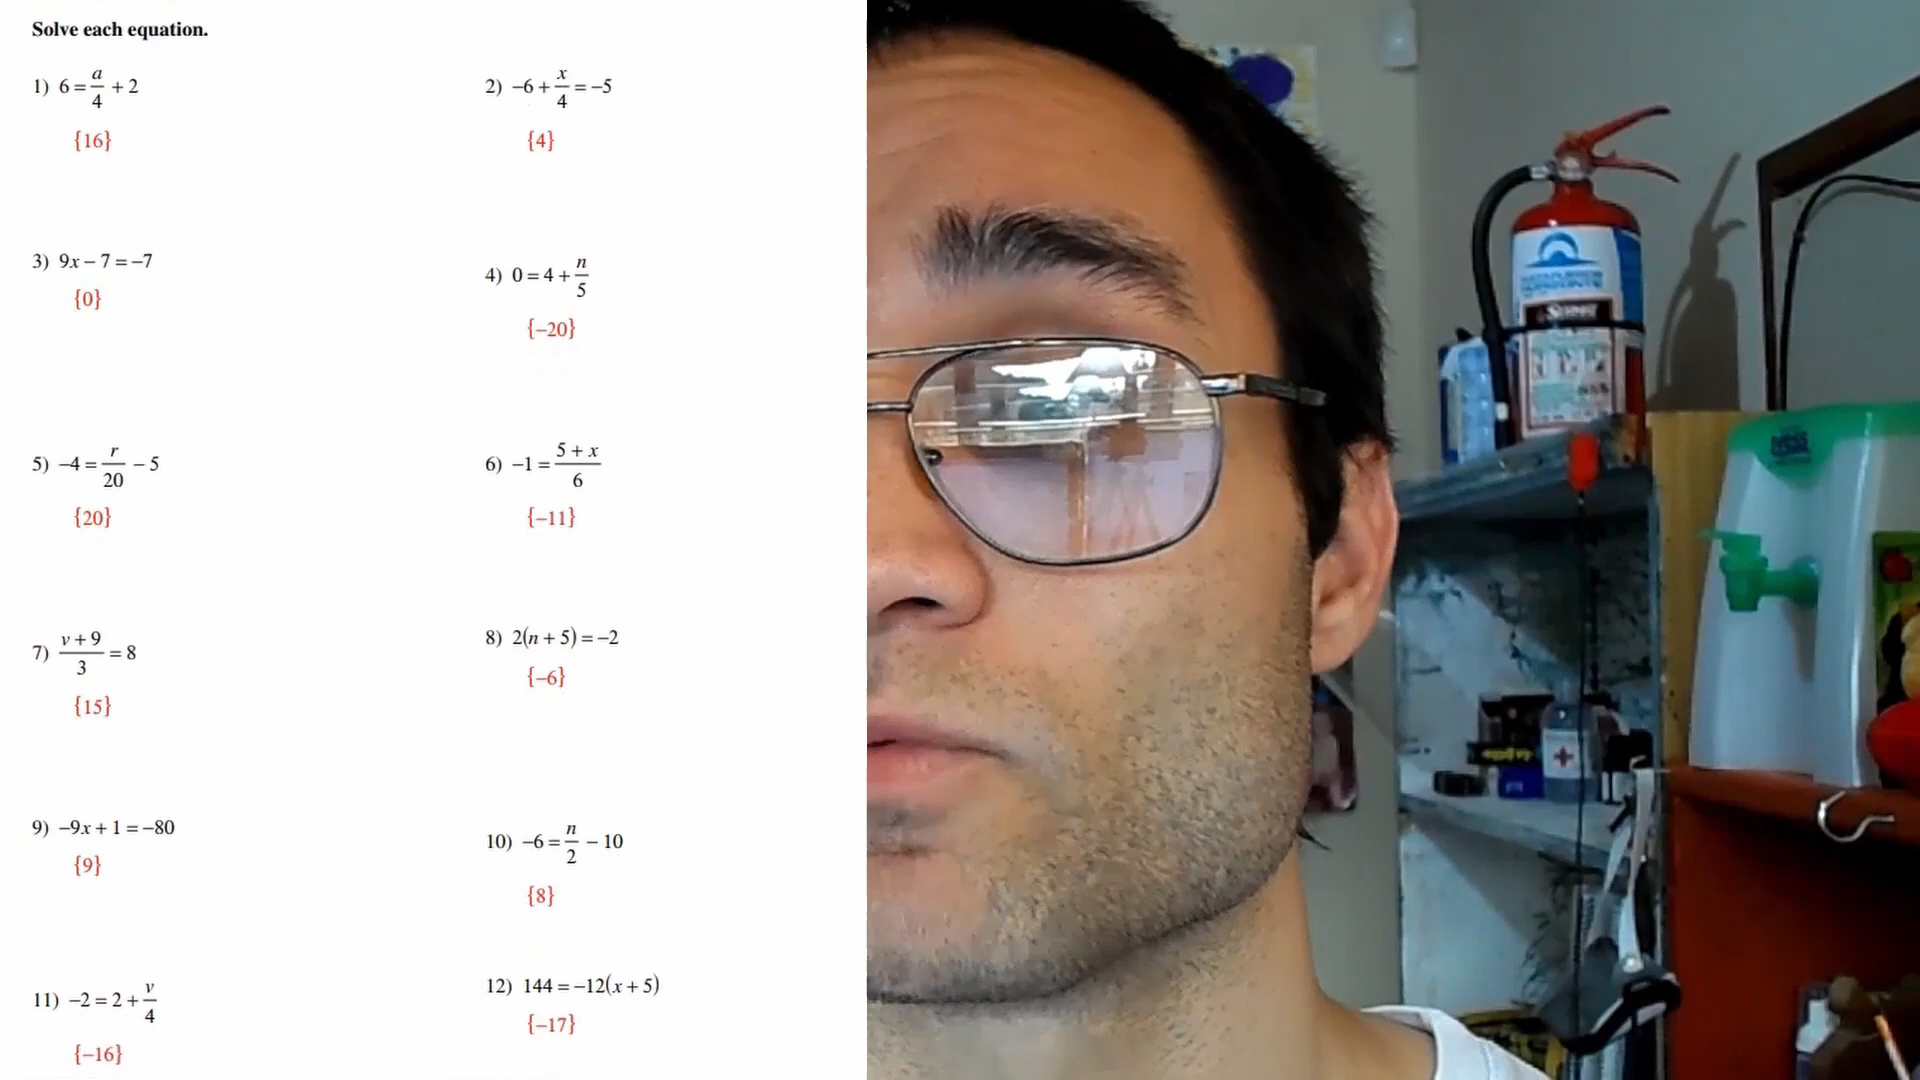 Solve each equation.
1) 6 = a/4 + 2
{16}
2) −6 + x/4 = −5
{4}
3) 9x − 7 = −7
{0}
4) 0 = 4 + n/5
{−20}
5) −4 = r/20 − 5
{20}
6) −1 = (5 + x)/6
{−11}
7) (v + 9)/3 = 8
{15}
8) 2(n + 5) = −2
{−6}
9) −9x + 1 = −80
{9}
10) −6 = n/2 − 10
{8}
11) −2 = 2 + v/4
{−16}
12) 144 = −12(x + 5)
{−17}